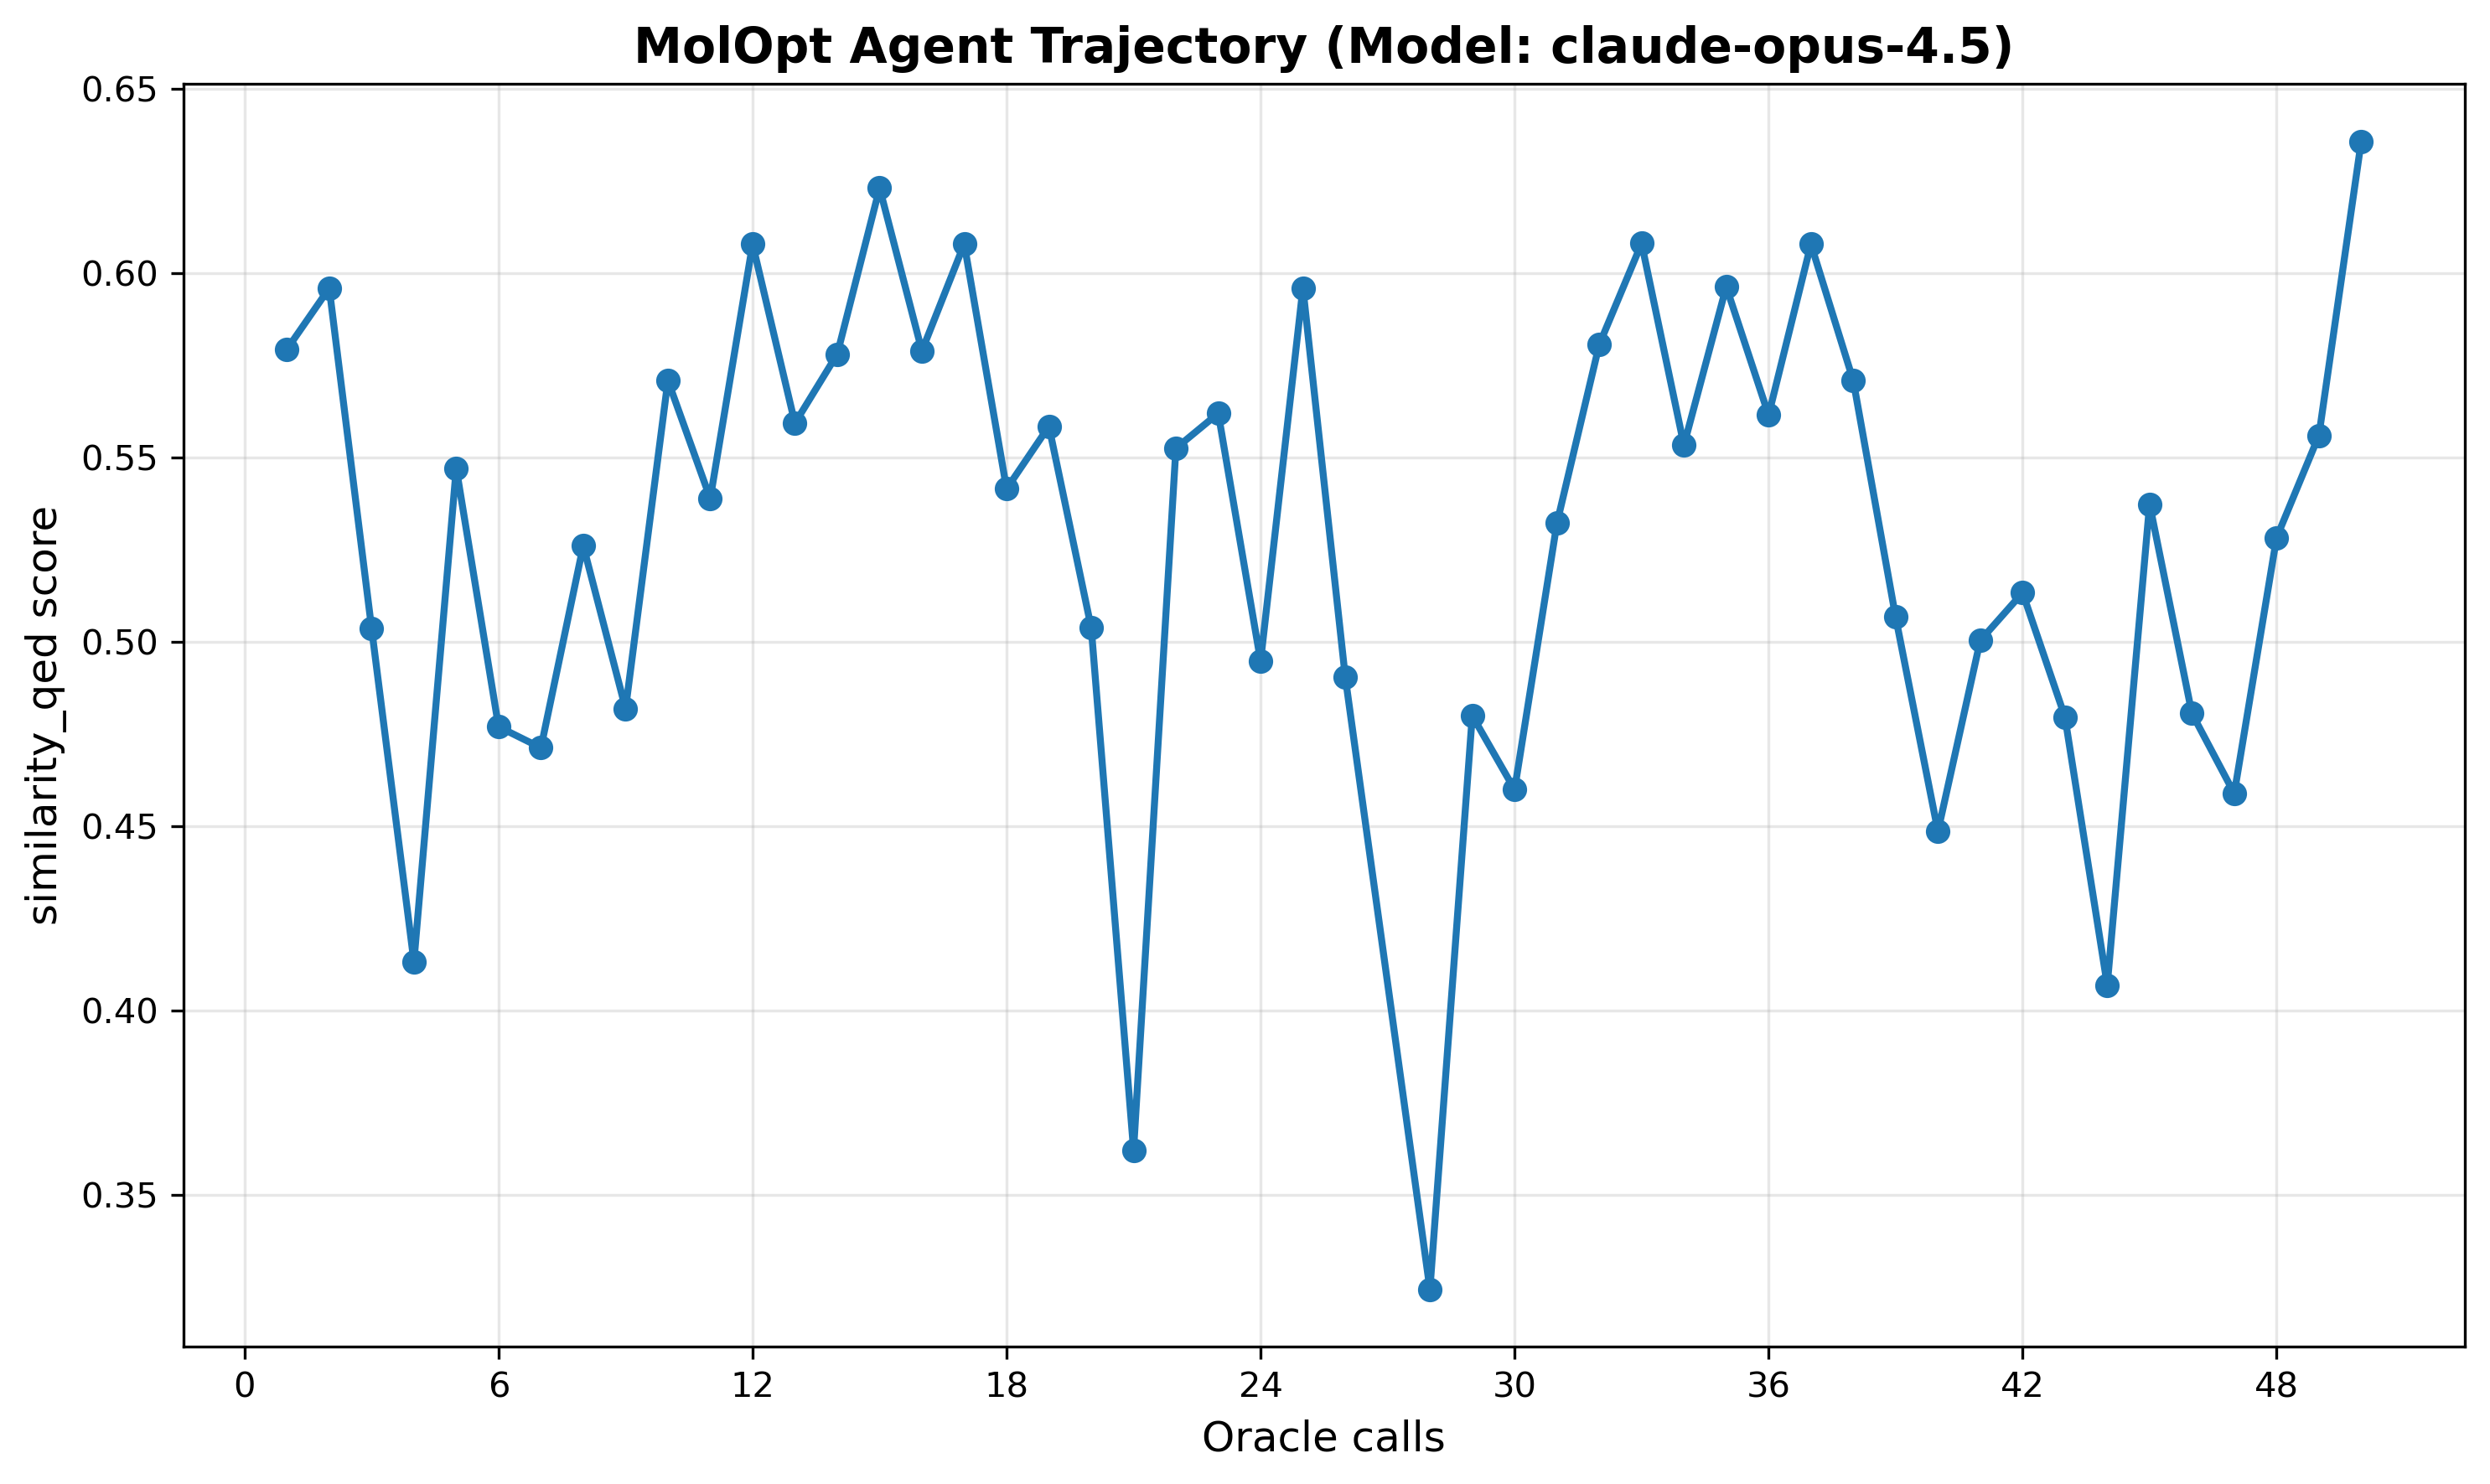 MolOpt Agent Trajectory (Model: claude-opus-4.5)
similarity_qed score
0.65
0.60
0.55
0.50
0.45
0.40
0.35
0 6 12 18 24 30 36 42 48
Oracle calls